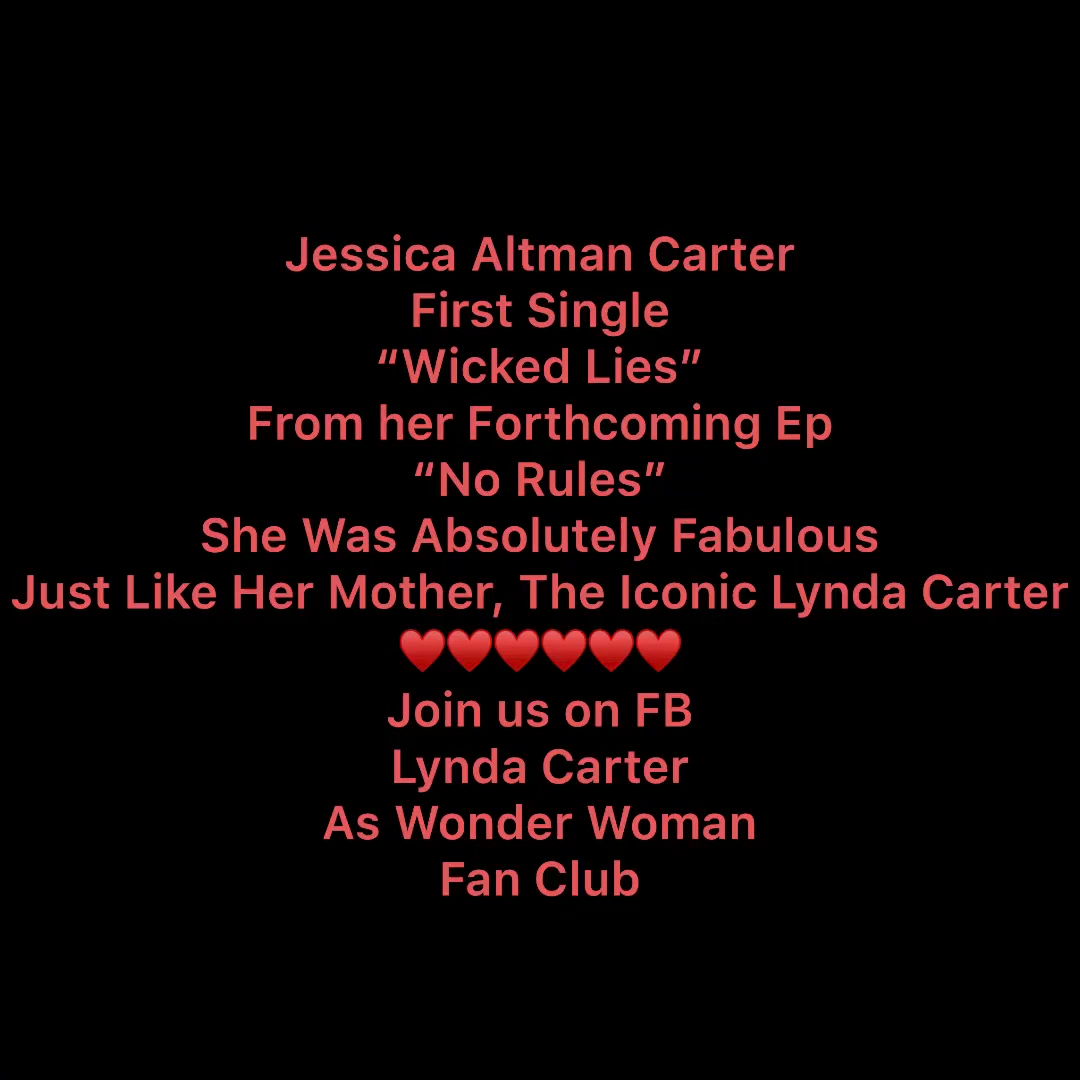 Jessica Altman Carter
First Single
“Wicked Lies”
From her Forthcoming Ep
“No Rules”
She Was Absolutely Fabulous
Just Like Her Mother, The Iconic Lynda Carter
♥️♥️♥️♥️♥️♥️
Join us on FB
Lynda Carter
As Wonder Woman
Fan Club